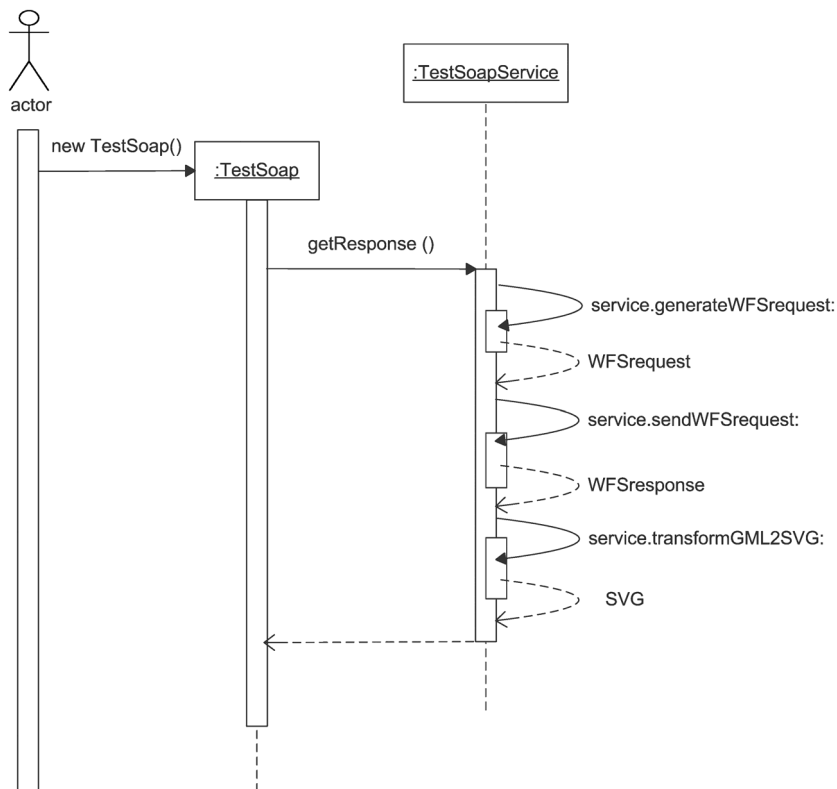 actor
:TestSoapService
new TestSoap()
:TestSoap
getResponse ()
service.generateWFSrequest:
WFSrequest
service.sendWFSrequest:
WFSresponse
service.transformGML2SVG:
SVG